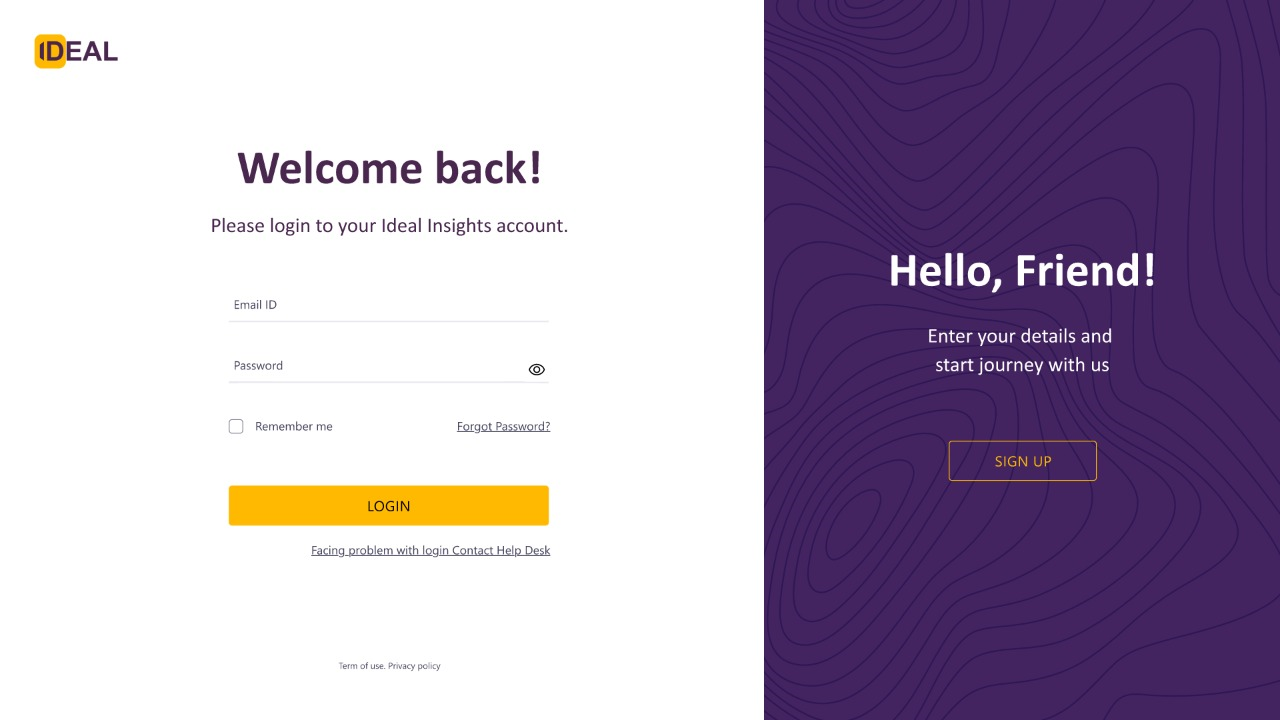 IDEAL
Welcome back!
Please login to your Ideal Insights account.
Email ID
Password
Remember me
Forgot Password?
LOGIN
Facing problem with login Contact Help Desk
Term of use. Privacy policy
Hello, Friend!
Enter your details and
start journey with us
SIGN UP